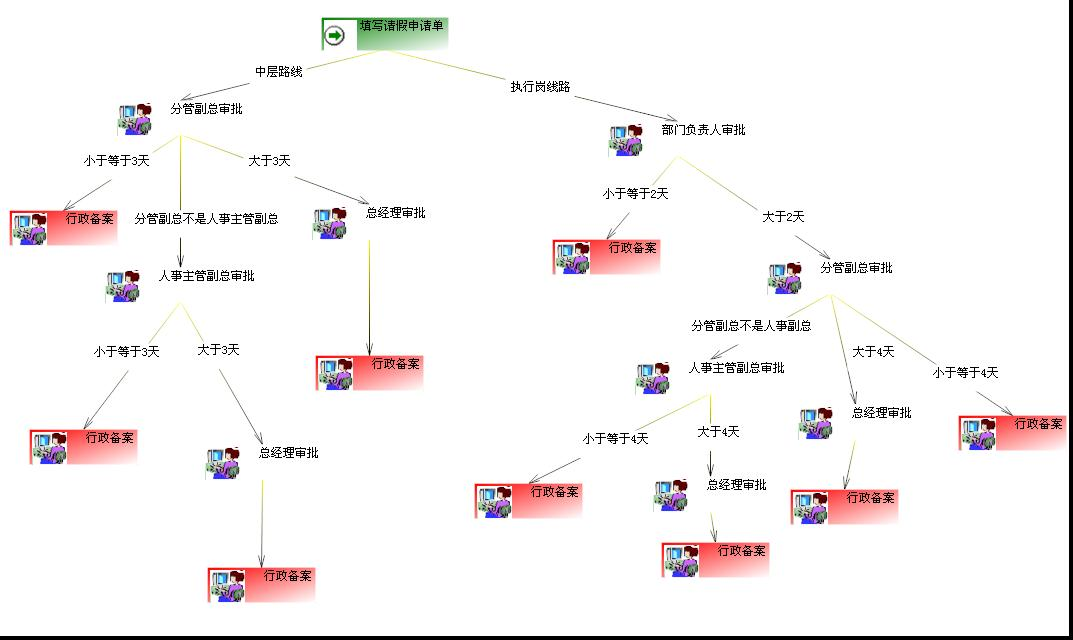 填写请假申请单
中层路线
执行岗线路
分管副总审批
部门负责人审批
小于等于3天
大于3天
小于等于2天
大于2天
行政备案
分管副总不是人事主管副总
总经理审批
行政备案
分管副总审批
人事主管副总审批
分管副总不是人事副总
小于等于3天
大于3天
行政备案
人事主管副总审批
大于4天
小于等于4天
总经理审批
行政备案
行政备案
总经理审批
小于等于4天
大于4天
行政备案
总经理审批
行政备案
行政备案
行政备案